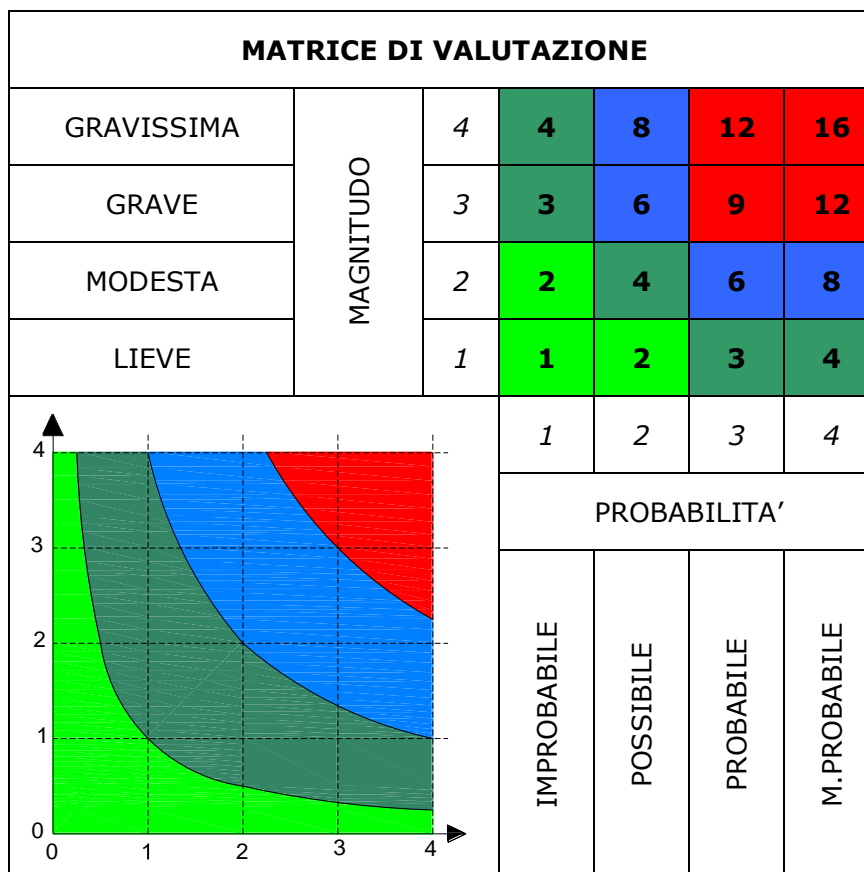 MATRICE DI VALUTAZIONE
GRAVISSIMA 4 4 8 12 16
GRAVE 3 3 6 9 12
MAGNITUDO
MODESTA 2 2 4 6 8
LIEVE 1 1 2 3 4
1 2 3 4
PROBABILITA’
IMPROBABILE
POSSIBILE
PROBABILE
M.PROBABILE
4
3
2
1
0
0 1 2 3 4